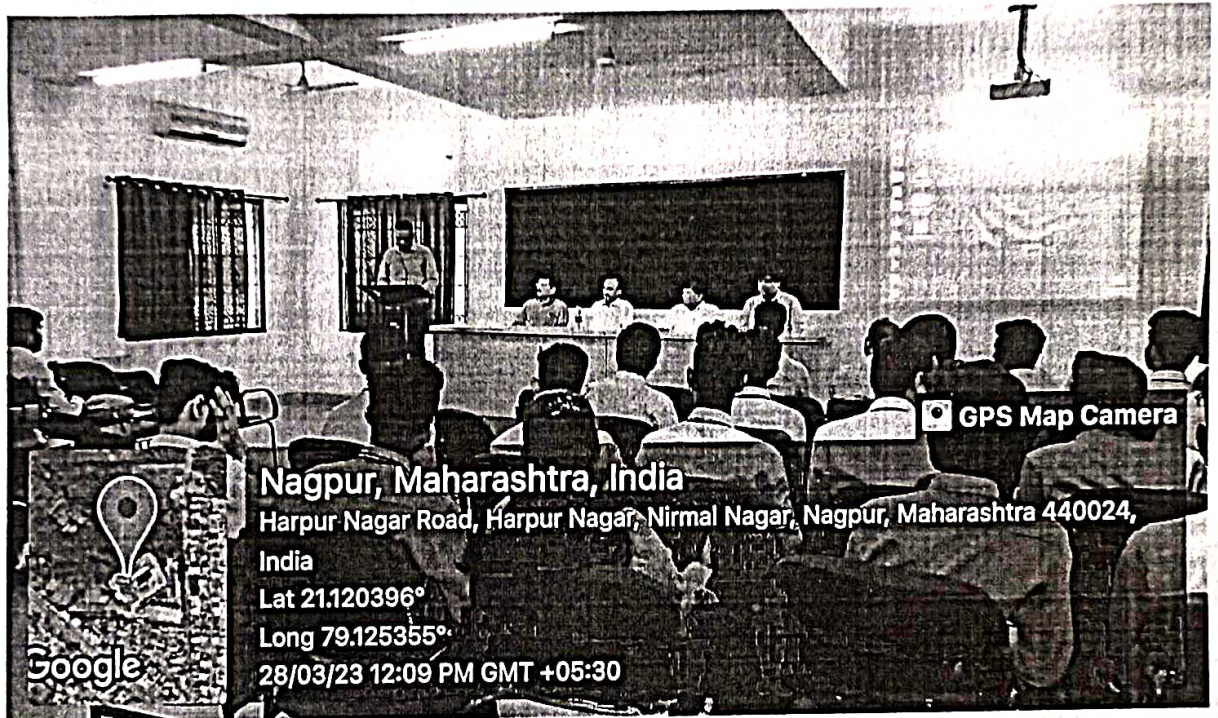 GPS Map Camera
Nagpur, Maharashtra, India
Harpur Nagar Road, Harpur Nagar, Nirmal Nagar, Nagpur, Maharashtra 440024,
India
Lat 21.120396°
Long 79.125355°
28/03/23 12:09 PM GMT +05:30
Google